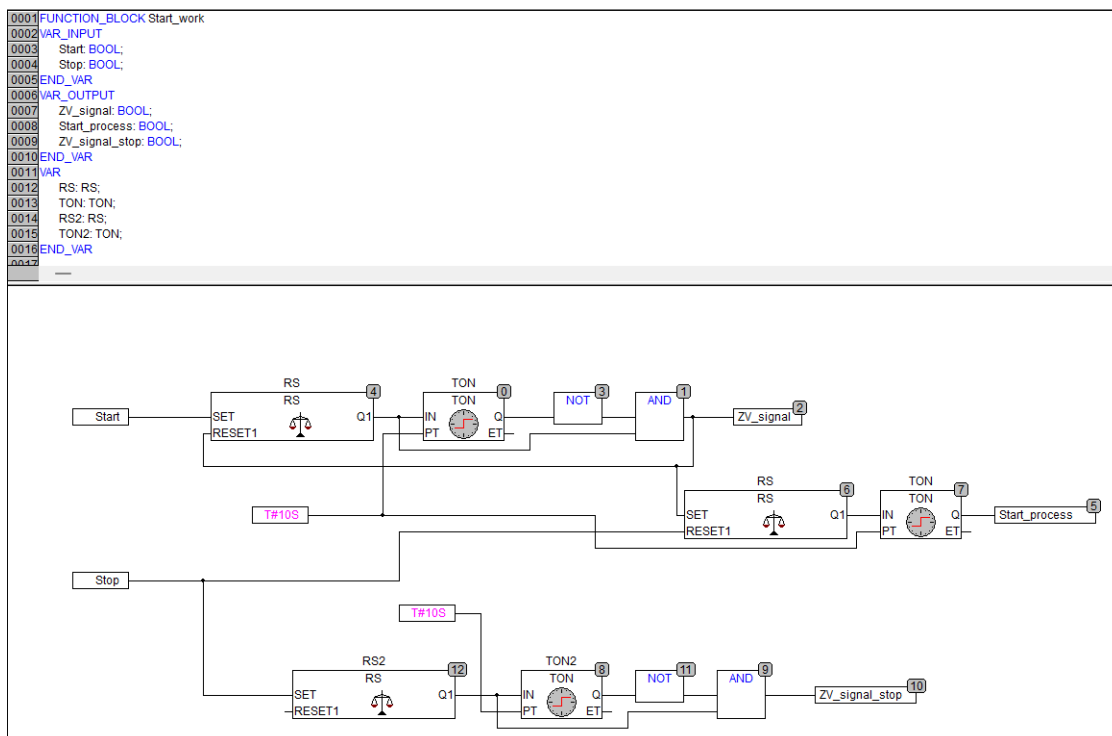 0001 FUNCTION_BLOCK Start_work
0002 VAR_INPUT
0003 Start: BOOL;
0004 Stop: BOOL;
0005 END_VAR
0006 VAR_OUTPUT
0007 ZV_signal: BOOL;
0008 Start_process: BOOL;
0009 ZV_signal_stop: BOOL;
0010 END_VAR
0011 VAR
0012 RS: RS;
0013 TON: TON;
0014 RS2: RS;
0015 TON2: TON;
0016 END_VAR
0017
RS 4 TON 0 3 1
RS TON NOT AND 2
Start SET Q1 IN Q ZV_signal
RESET1 PT ET
RS 6 TON 7
RS TON 5
T#10S SET Q1 IN Q Start_process
RESET1 PT ET
Stop
T#10S
RS2 12 TON2 8 11 9
RS TON NOT AND 10
SET Q1 IN Q ZV_signal_stop
RESET1 PT ET